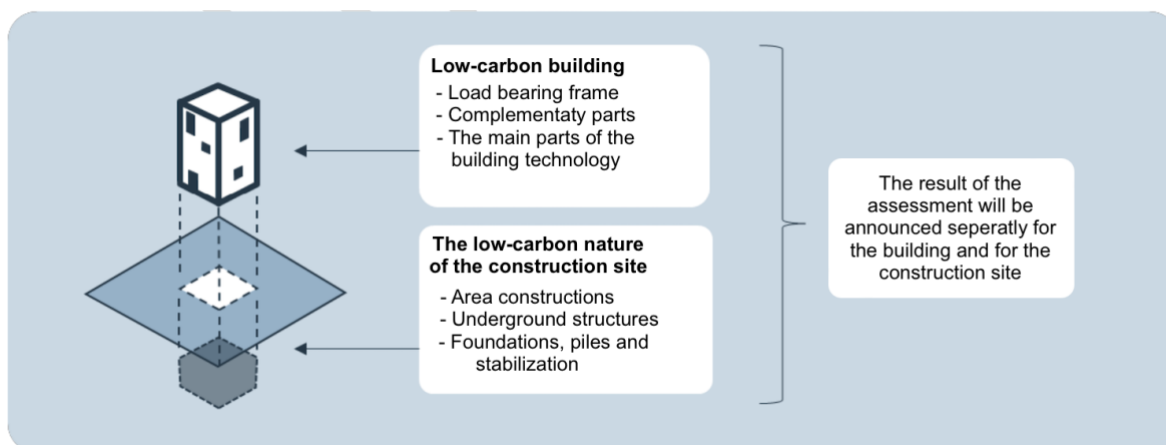 Low-carbon building
- Load bearing frame
- Complementaty parts
- The main parts of the
building technology
The low-carbon nature
of the construction site
- Area constructions
- Underground structures
- Foundations, piles and
stabilization
The result of the
assessment will be
announced seperatly for
the building and for the
construction site